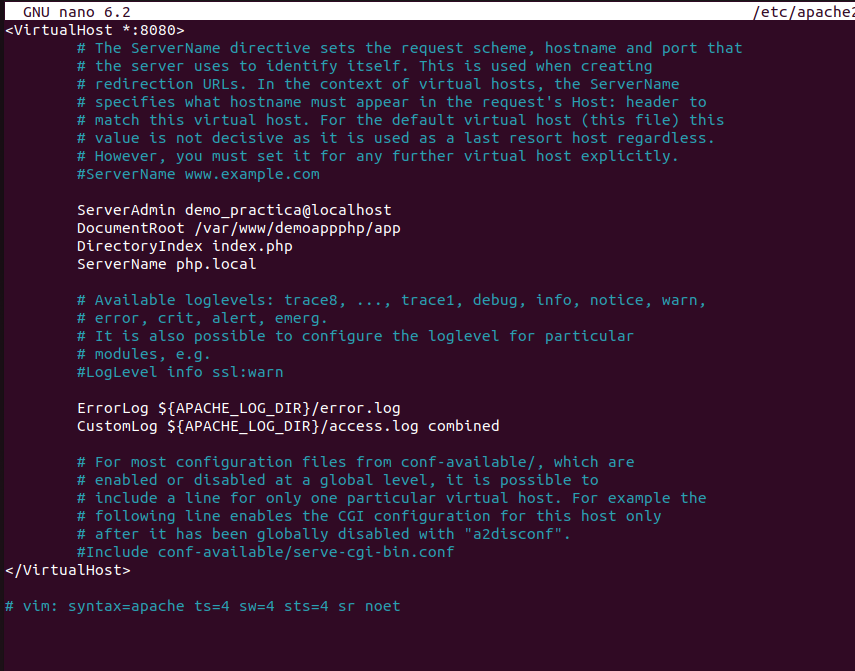 GNU nano 6.2 /etc/apache2
<VirtualHost *:8080>
# The ServerName directive sets the request scheme, hostname and port that
# the server uses to identify itself. This is used when creating
# redirection URLs. In the context of virtual hosts, the ServerName
# specifies what hostname must appear in the request's Host: header to
# match this virtual host. For the default virtual host (this file) this
# value is not decisive as it is used as a last resort host regardless.
# However, you must set it for any further virtual host explicitly.
#ServerName www.example.com
ServerAdmin demo_practica@localhost
DocumentRoot /var/www/demoappphp/app
DirectoryIndex index.php
ServerName php.local
# Available loglevels: trace8, ..., trace1, debug, info, notice, warn,
# error, crit, alert, emerg.
# It is also possible to configure the loglevel for particular
# modules, e.g.
#LogLevel info ssl:warn
ErrorLog ${APACHE_LOG_DIR}/error.log
CustomLog ${APACHE_LOG_DIR}/access.log combined
# For most configuration files from conf-available/, which are
# enabled or disabled at a global level, it is possible to
# include a line for only one particular virtual host. For example the
# following line enables the CGI configuration for this host only
# after it has been globally disabled with "a2disconf".
#Include conf-available/serve-cgi-bin.conf
</VirtualHost>
# vim: syntax=apache ts=4 sw=4 sts=4 sr noet